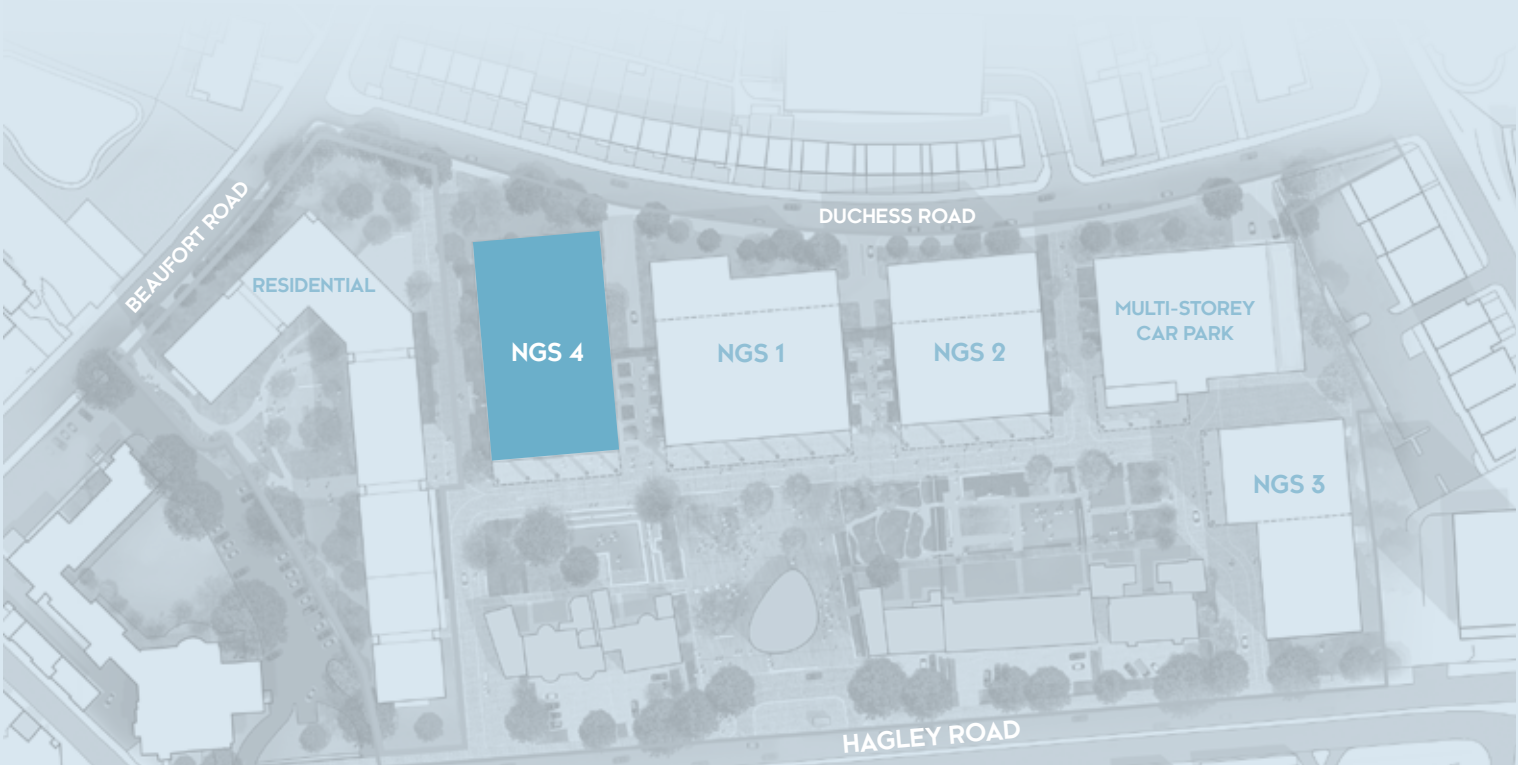 DUCHESS ROAD
BEAUFORT ROAD
RESIDENTIAL
NGS 4
NGS 1
NGS 2
MULTI-STOREY
CAR PARK
NGS 3
HAGLEY ROAD